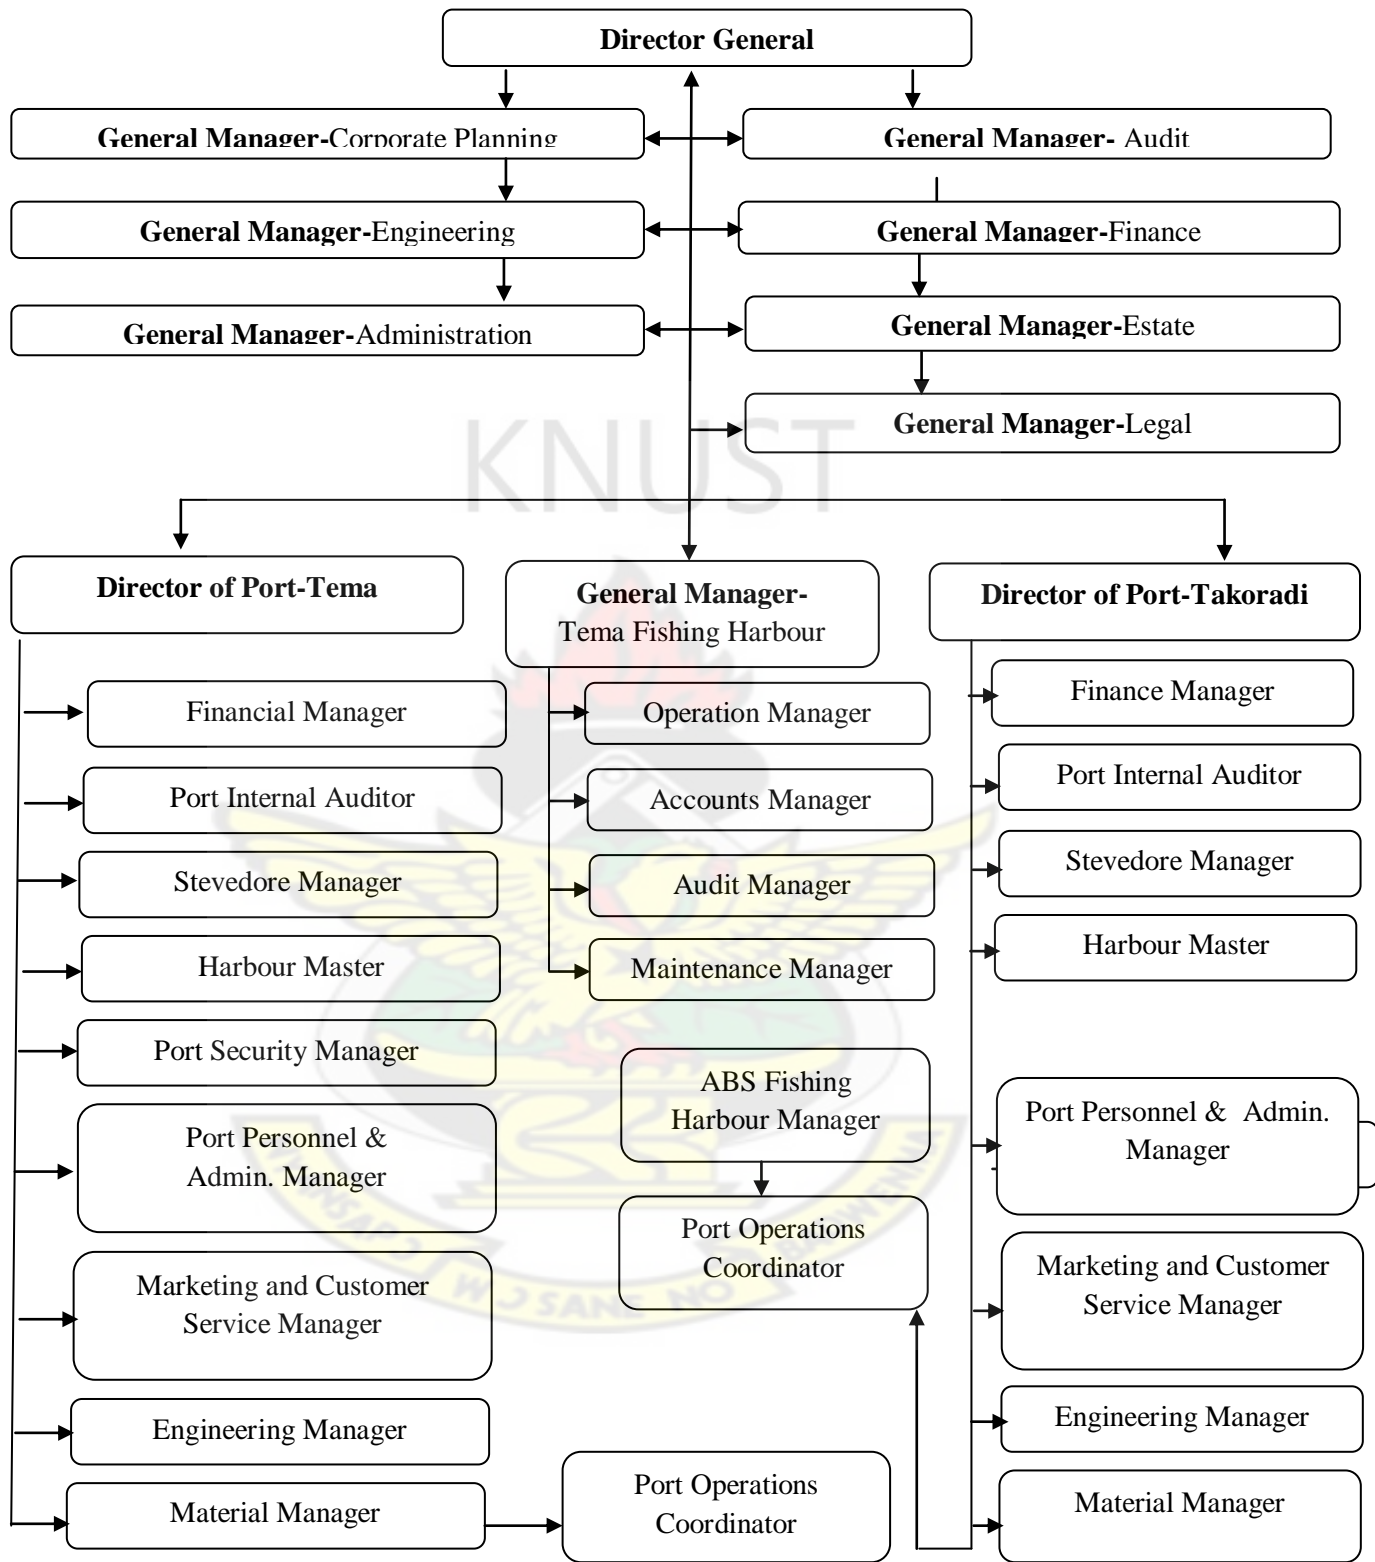 Director General
General Manager-Corporate Planning
General Manager- Audit
General Manager-Engineering
General Manager-Finance
General Manager-Administration
General Manager-Estate
General Manager-Legal
KNUST
Director of Port-Tema
General Manager-
Tema Fishing Harbour
Director of Port-Takoradi
Financial Manager
Port Internal Auditor
Stevedore Manager
Harbour Master
Port Security Manager
Port Personnel &
Admin. Manager
Marketing and Customer
Service Manager
Engineering Manager
Material Manager
Operation Manager
Accounts Manager
Audit Manager
Maintenance Manager
ABS Fishing
Harbour Manager
Port Operations
Coordinator
Port Operations
Coordinator
Finance Manager
Port Internal Auditor
Stevedore Manager
Harbour Master
Port Personnel & Admin.
Manager
Marketing and Customer
Service Manager
Engineering Manager
Material Manager
WƆ SANE NO